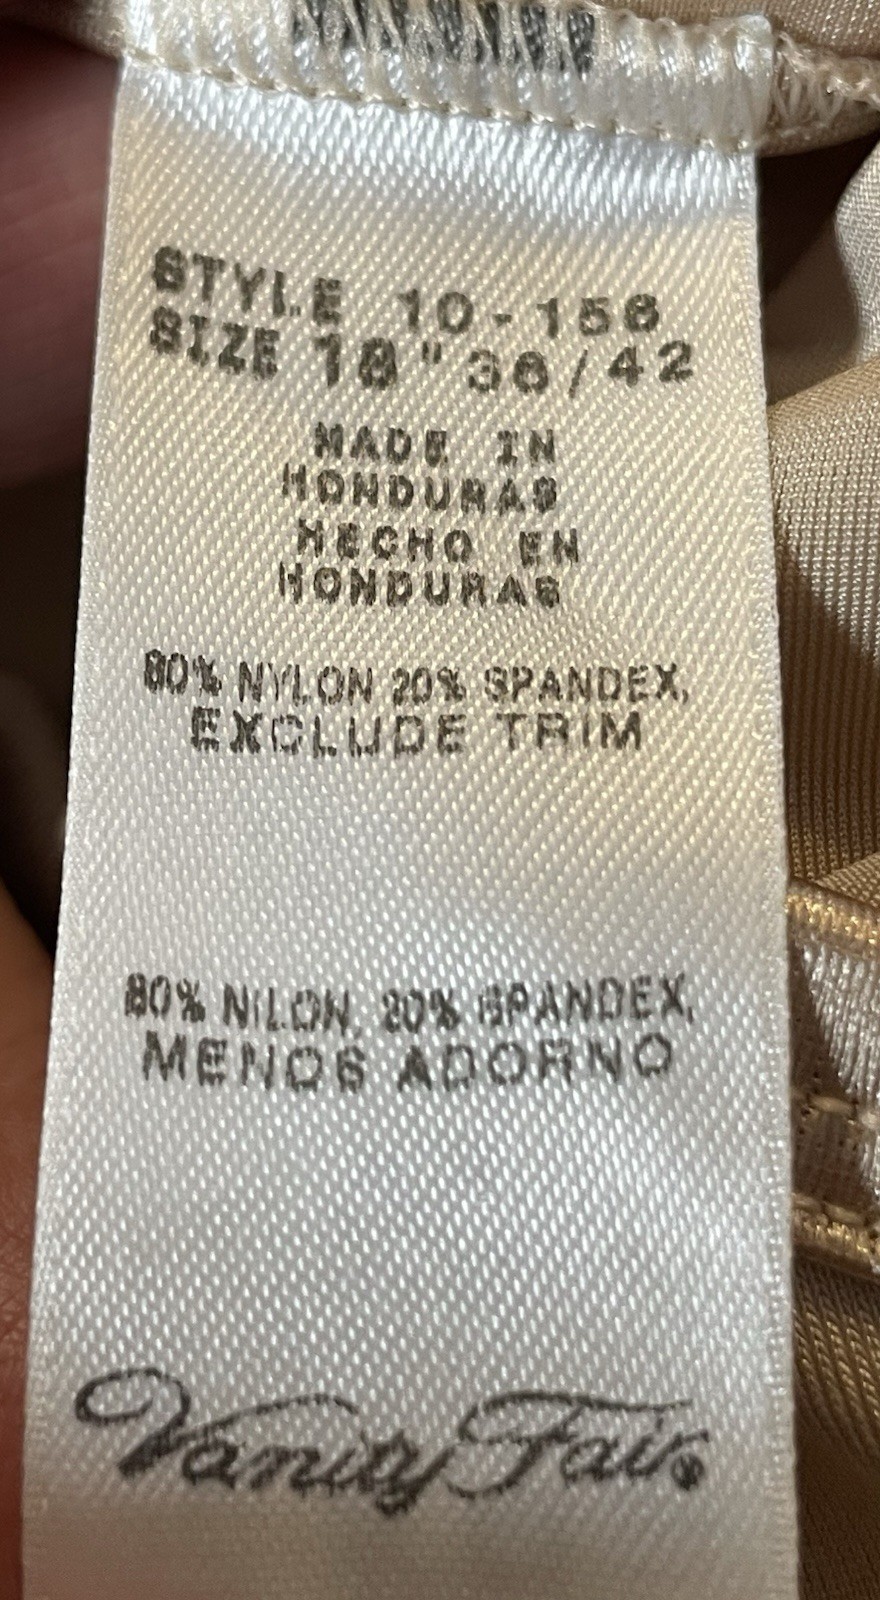 STYLE 10-156
SIZE 18" 36/42
MADE IN
HONDURAS
HECHO EN
HONDURAS
80% NYLON 20% SPANDEX,
EXCLUDE TRIM
80% NILON, 20% SPANDEX,
MENOS ADORNO
Vanity Fair®